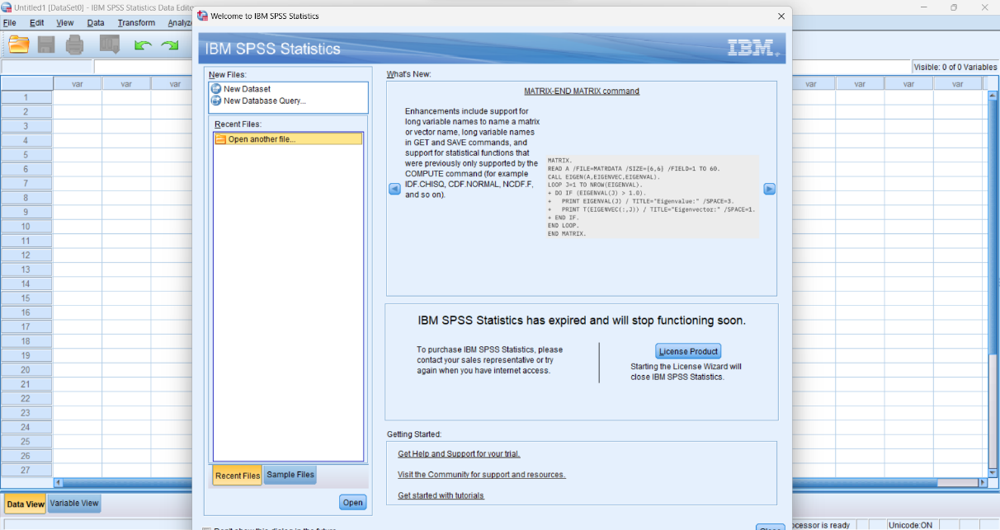 Untitled1 [DataSet0] - IBM SPSS Statistics Data Edito
Welcome to IBM SPSS Statistics
File Edit View Data Transform Analyze
IBM SPSS Statistics
IBM
Visible: 0 of 0 Variables
var var var var var var var
1
2
3
4
5
6
7
8
9
10
11
12
13
14
15
16
17
18
19
20
21
22
23
24
25
26
27
New Files:
New Dataset
New Database Query...
Recent Files:
Open another file...
Recent Files Sample Files
Open
What's New:
MATRIX-END MATRIX command
Enhancements include support for
long variable names to name a matrix
or vector name, long variable names
in GET and SAVE commands, and
support for statistical functions that
were previously only supported by the
COMPUTE command (for example
IDF.CHISQ, CDF.NORMAL, NCDF.F,
and so on).
MATRIX.
READ A /FILE=MATRDATA /SIZE={6,6} /FIELD=1 TO 60.
CALL EIGEN(A,EIGENVEC,EIGENVAL).
LOOP J=1 TO NROW(EIGENVAL).
+ DO IF (EIGENVAL(J) > 1.0).
+ PRINT EIGENVAL(J) / TITLE="Eigenvalue:" /SPACE=3.
+ PRINT T(EIGENVEC(:,J)) / TITLE="Eigenvector:" /SPACE=1.
+ END IF.
END LOOP.
END MATRIX.
IBM SPSS Statistics has expired and will stop functioning soon.
To purchase IBM SPSS Statistics, please
contact your sales representative or try
again when you have internet access.
License Product
Starting the License Wizard will
close IBM SPSS Statistics.
Getting Started:
Get Help and Support for your trial.
Visit the Community for support and resources.
Get started with tutorials
Data View Variable View
Don't show this dialog in the future
Close
ocessor is ready
Unicode:ON